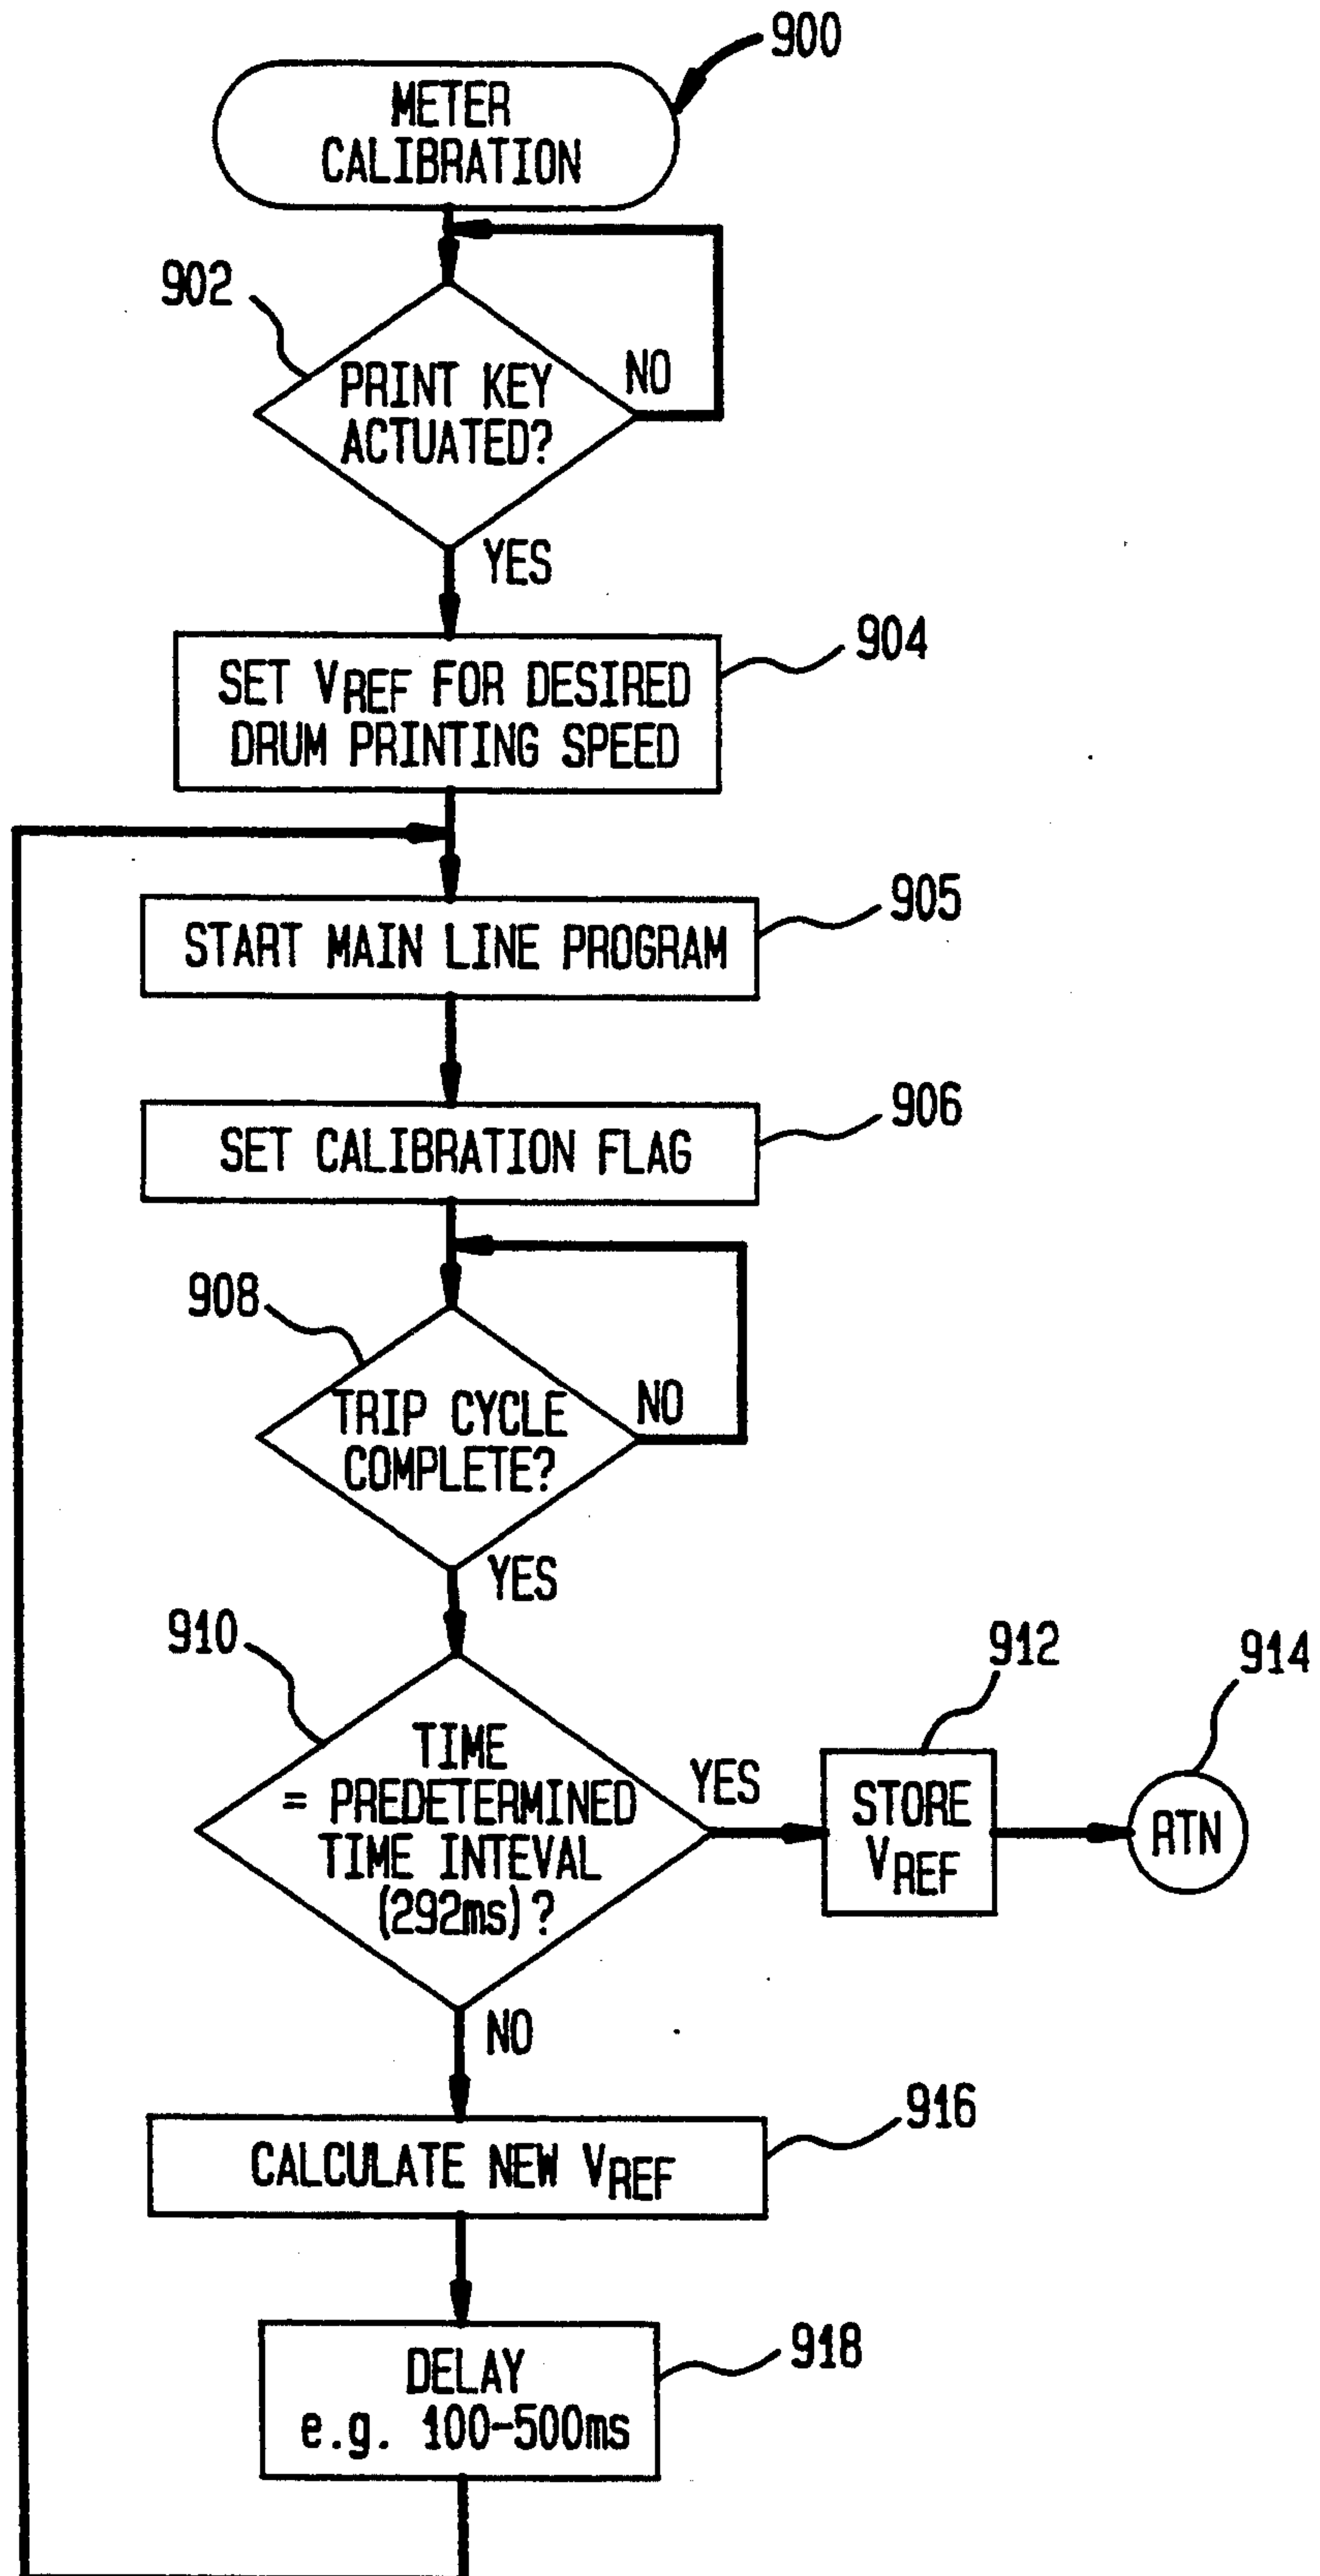 900
METER
CALIBRATION
902
PRINT KEY
ACTUATED?
NO
YES
904
SET VREF FOR DESIRED
DRUM PRINTING SPEED
905
START MAIN LINE PROGRAM
906
SET CALIBRATION FLAG
908
TRIP CYCLE
COMPLETE?
NO
YES
910
TIME
= PREDETERMINED
TIME INTEVAL
(292ms)?
YES
912
STORE
VREF
914
RTN
NO
916
CALCULATE NEW VREF
918
DELAY
e.g. 100-500ms